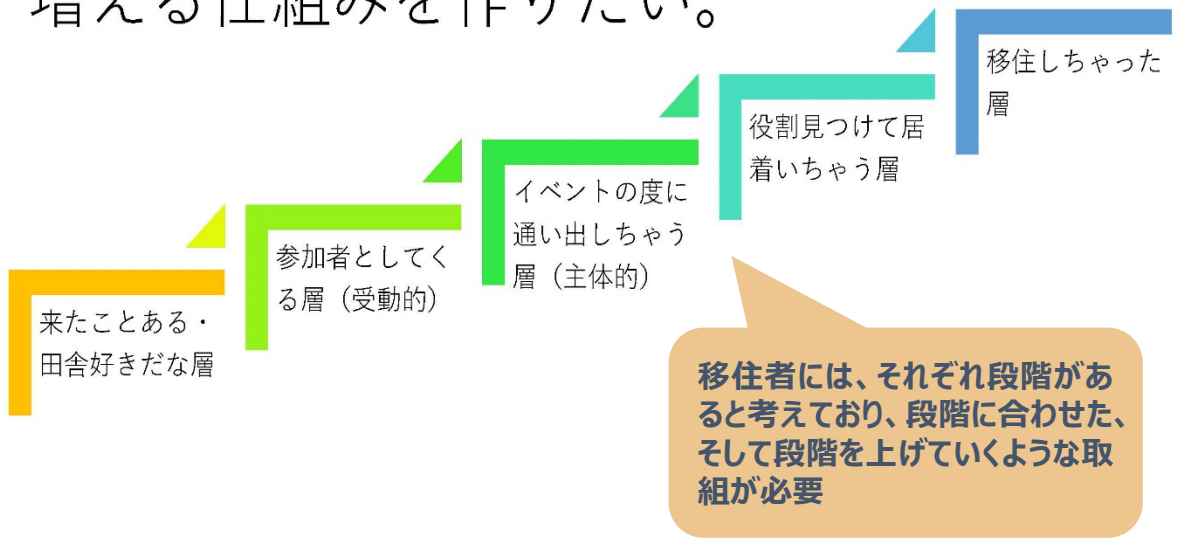 増える仕組みを作りたい。
来たことある・
田舎好きだな層
参加者としてく
る層（受動的）
イベントの度に
通い出しちゃう
層（主体的）
役割見つけて居
着いちゃう層
移住しちゃった
層
移住者には、それぞれ段階があ
ると考えており、段階に合わせた、
そして段階を上げていくような取
組が必要